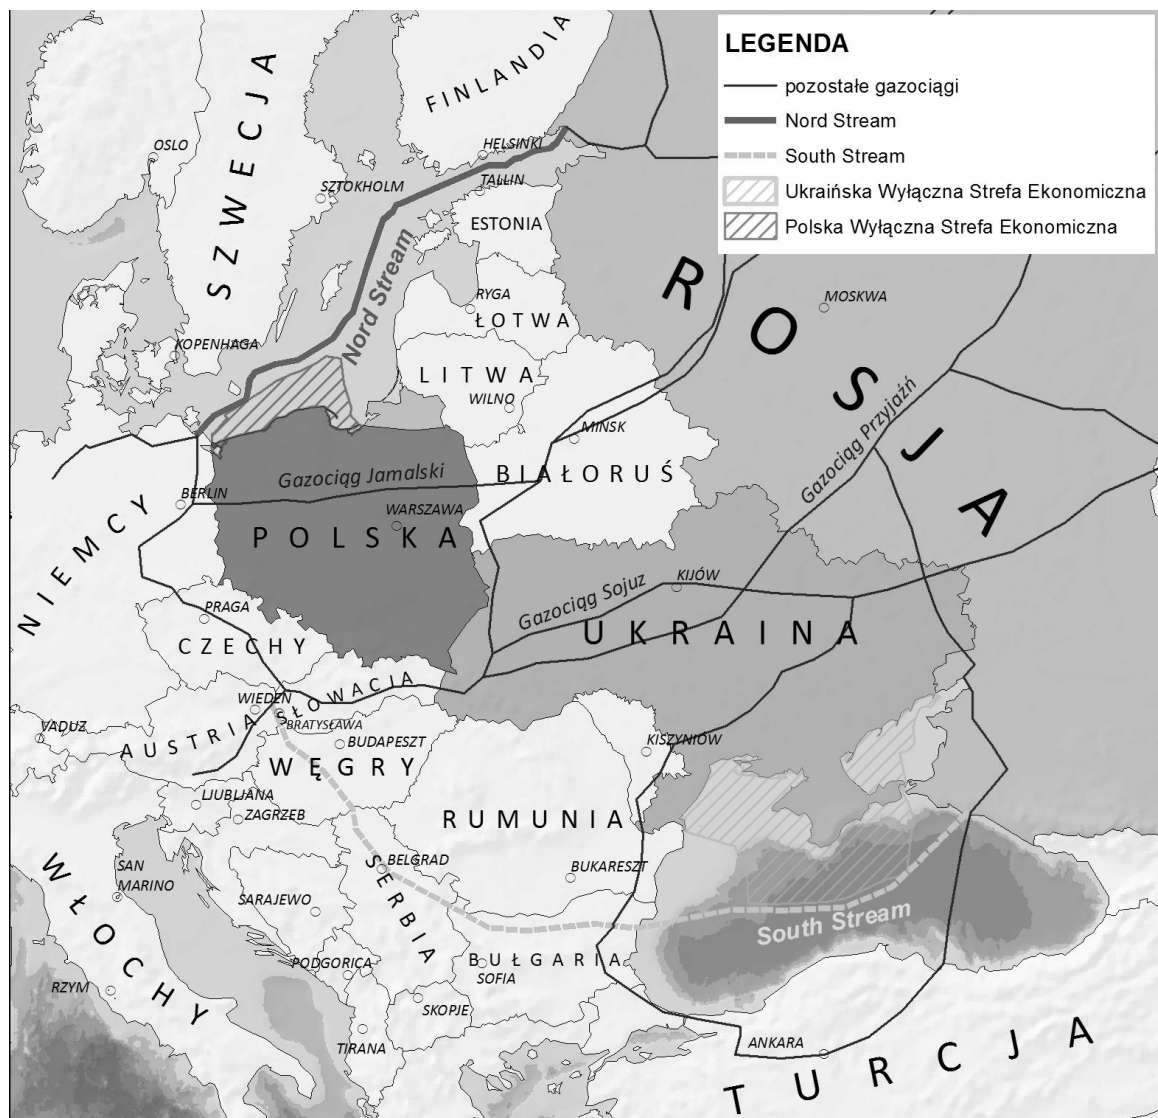 LEGENDA
pozostałe gazociągi
Nord Stream
South Stream
Ukraińska Wyłączna Strefa Ekonomiczna
Polska Wyłączna Strefa Ekonomiczna
FINLANDIA
SZWECJA
OSLO
HELSINKI
SZTOKHOLM
TALLIN
ESTONIA
Nord Stream
ROSJA
MOSKWA
RYGA
ŁOTWA
KOPENHAGA
LITWA
WILNO
MIŃSK
BIAŁORUŚ
Gazociąg Przyjaźń
Gazociąg Jamalski
BERLIN
WARSZAWA
POLSKA
NIEMCY
KIJÓW
Gazociąg Sojuz
UKRAINA
PRAGA
CZECHY
SŁOWACJA
WIEDEŃ
BRATYSŁAWA
VADUZ
AUSTRIA
BUDAPESZT
WĘGRY
KISZYNIÓW
LJUBLJANA
ZAGRZEB
RUMUNIA
BELGRAD
BUKARESZT
SAN
MARINO
WŁOCHY
SARAJEWO
SERBIA
South Stream
PODGORICA
BUŁGARIA
SOFIA
RZYM
SKOPJE
TIRANA
ANKARA
TURCJA